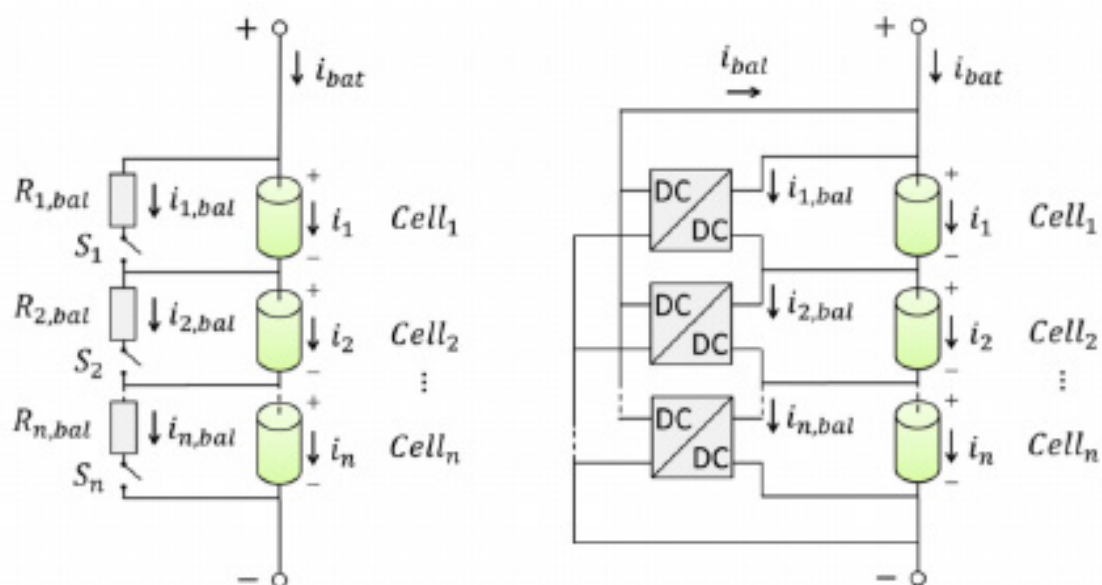 +
i_bat
R_1,bal
i_1,bal
i_1
Cell_1
+
−
S_1
R_2,bal
i_2,bal
i_2
Cell_2
+
−
S_2
⋮
R_n,bal
i_n,bal
i_n
Cell_n
+
−
S_n
−
+
i_bal
i_bat
DC
DC
i_1,bal
i_1
Cell_1
+
−
DC
DC
i_2,bal
i_2
Cell_2
+
−
⋮
DC
DC
i_n,bal
i_n
Cell_n
+
−
−